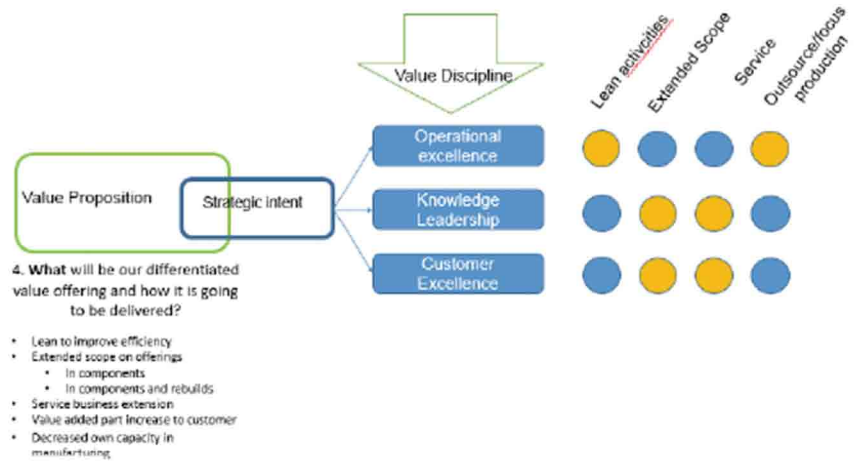 Value Discipline
Lean activcities
Extended Scope
Service
Outsource/focus
production
Operational
excellence
Value Proposition
Strategic intent
Knowledge
Leadership
Customer
Excellence
4. What will be our differentiated
value offering and how it is going
to be delivered?
• Lean to improve efficiency
• Extended scope on offerings
• In components
• In components and rebuilds
• Service business extension
• Value added part increase to customer
• Decreased own capacity in
manufacturing